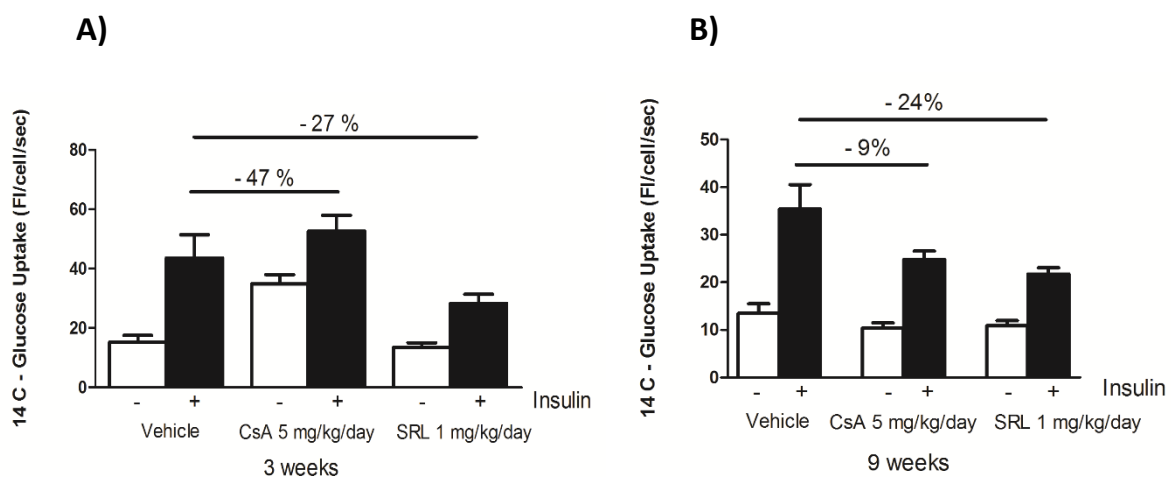 A)
14 C - Glucose Uptake (FI/cell/sec)
80
60
40
20
0
- 27 %
- 47 %
- + - + - + Insulin
Vehicle CsA 5 mg/kg/day SRL 1 mg/kg/day
3 weeks
B)
14 C - Glucose Uptake (FI/cell/sec)
50
40
30
20
10
0
- 24%
- 9%
- + - + - + Insulin
Vehicle CsA 5 mg/kg/day SRL 1 mg/kg/day
9 weeks